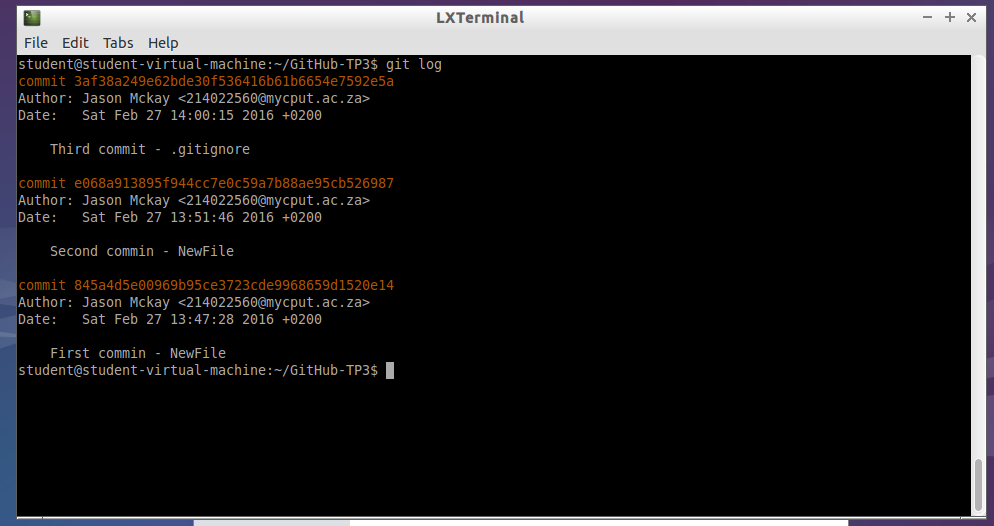 LXTerminal
File Edit Tabs Help
student@student-virtual-machine:~/GitHub-TP3$ git log
commit 3af38a249e62bde30f536416b61b6654e7592e5a
Author: Jason Mckay <214022560@mycput.ac.za>
Date:   Sat Feb 27 14:00:15 2016 +0200
Third commit - .gitignore
commit e068a913895f944cc7e0c59a7b88ae95cb526987
Author: Jason Mckay <214022560@mycput.ac.za>
Date:   Sat Feb 27 13:51:46 2016 +0200
Second commin - NewFile
commit 845a4d5e00969b95ce3723cde9968659d1520e14
Author: Jason Mckay <214022560@mycput.ac.za>
Date:   Sat Feb 27 13:47:28 2016 +0200
First commin - NewFile
student@student-virtual-machine:~/GitHub-TP3$